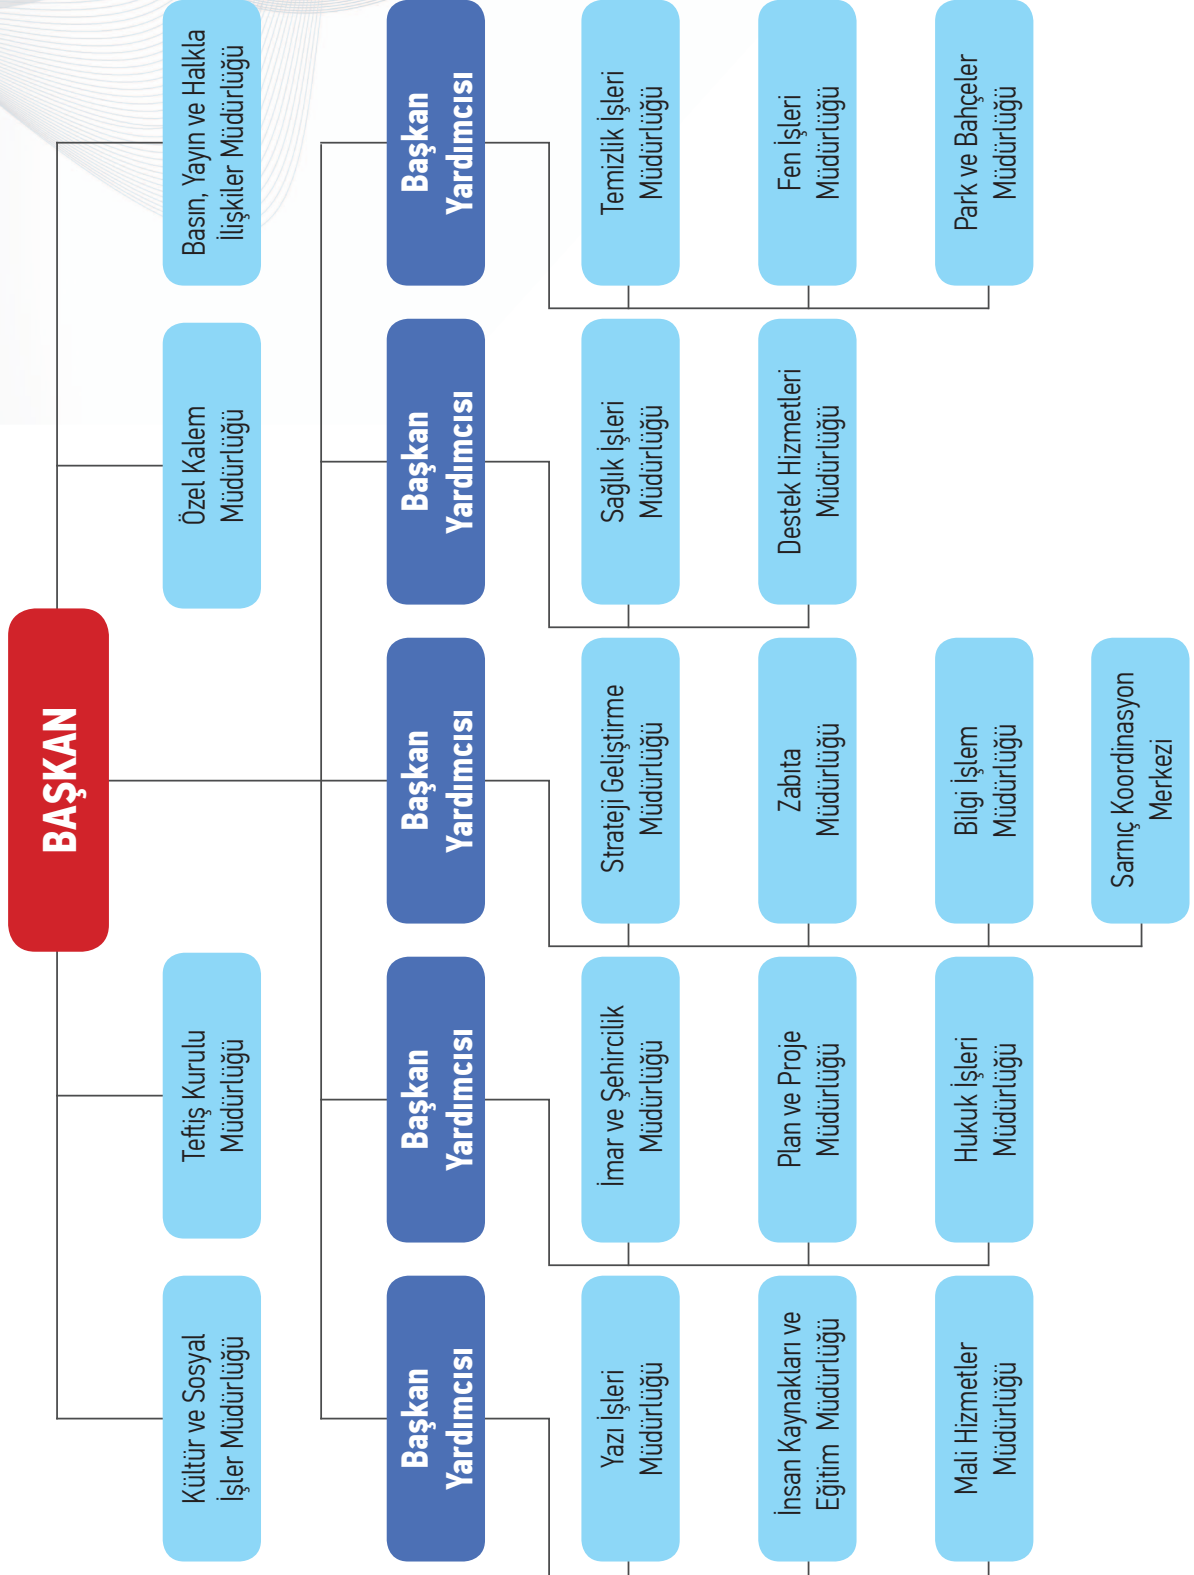 BAŞKAN
Kültür ve Sosyal
İşler Müdürlüğü
Teftiş Kurulu
Müdürlüğü
Özel Kalem
Müdürlüğü
Basın, Yayın ve Halkla
İlişkiler Müdürlüğü
Başkan
Yardımcısı
Başkan
Yardımcısı
Başkan
Yardımcısı
Başkan
Yardımcısı
Başkan
Yardımcısı
Yazı İşleri
Müdürlüğü
İmar ve Şehircilik
Müdürlüğü
Strateji Geliştirme
Müdürlüğü
Sağlık İşleri
Müdürlüğü
Temizlik İşleri
Müdürlüğü
İnsan Kaynakları ve
Eğitim Müdürlüğü
Plan ve Proje
Müdürlüğü
Zabıta
Müdürlüğü
Destek Hizmetleri
Müdürlüğü
Fen İşleri
Müdürlüğü
Mali Hizmetler
Müdürlüğü
Hukuk İşleri
Müdürlüğü
Bilgi İşlem
Müdürlüğü
Park ve Bahçeler
Müdürlüğü
Sarnıç Koordinasyon
Merkezi